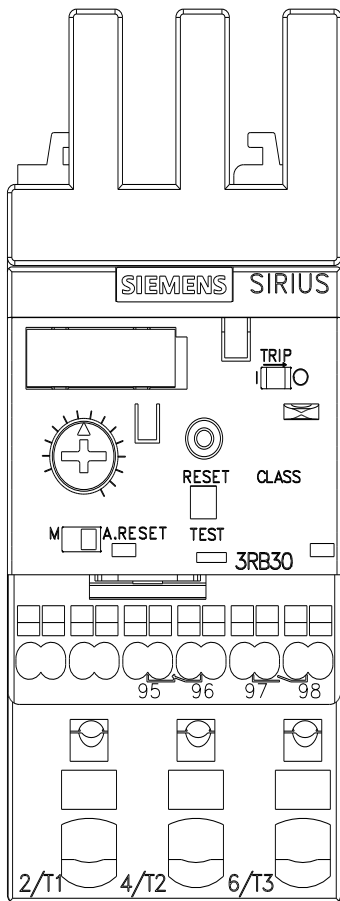 SIEMENS SIRIUS
TRIP
I O
RESET CLASS
M A.RESET TEST
3RB30
95 96 97 98
2/T1 4/T2 6/T3